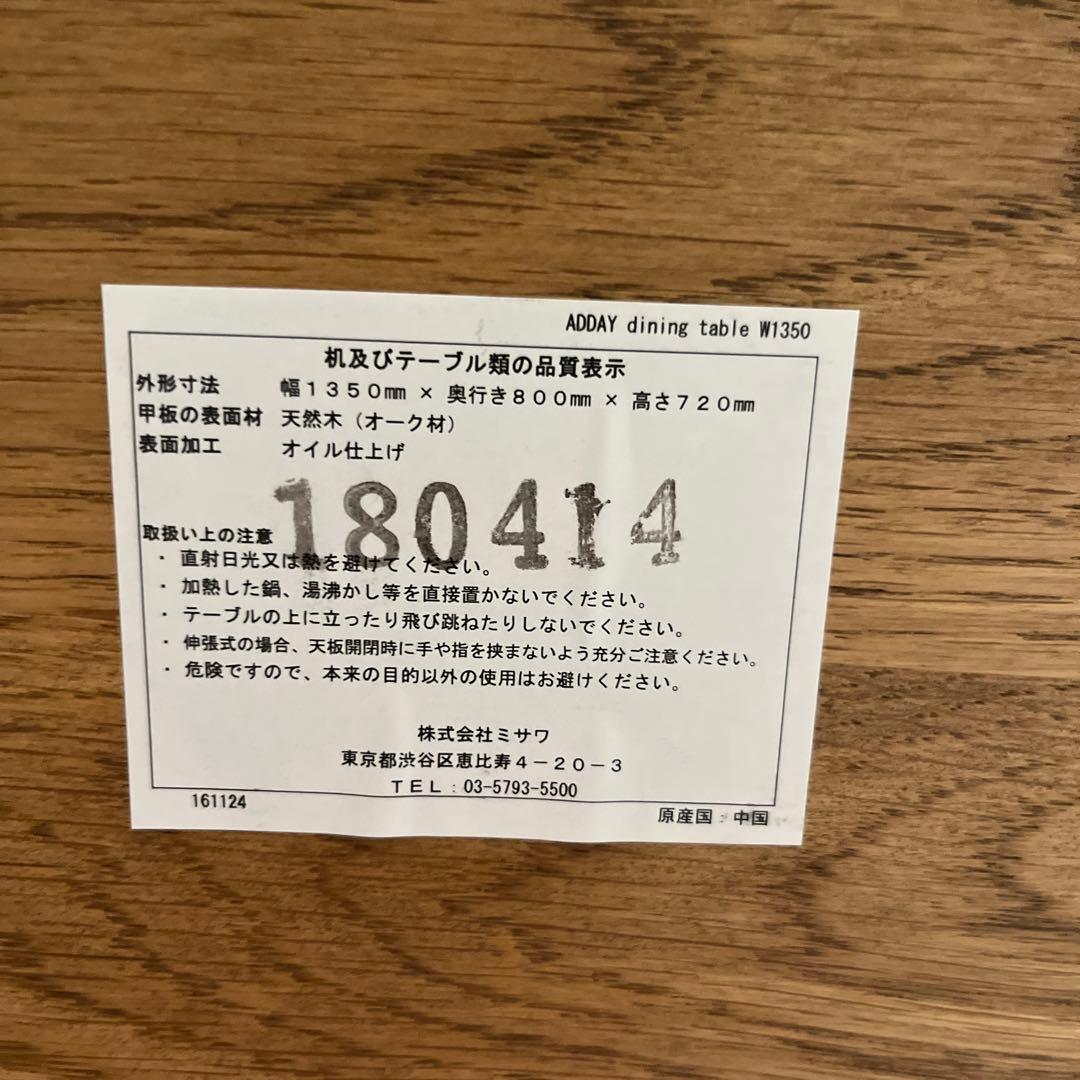 ADDAY dining table W1350
机及びテーブル類の品質表示
外形寸法 幅1350mm × 奥行き800mm × 高さ720mm
甲板の表面材 天然木（オーク材）
表面加工 オイル仕上げ
180414
取扱い上の注意
・ 直射日光又は熱を避けてください。
・ 加熱した鍋、湯沸かし等を直接置かないでください。
・ テーブルの上に立ったり飛び跳ねたりしないでください。
・ 伸張式の場合、天板開閉時に手や指を挟まないよう充分ご注意ください。
・ 危険ですので、本来の目的以外の使用はお避けください。
株式会社ミサワ
東京都渋谷区恵比寿4－20－3
TEL：03-5793-5500
161124
原産国：中国